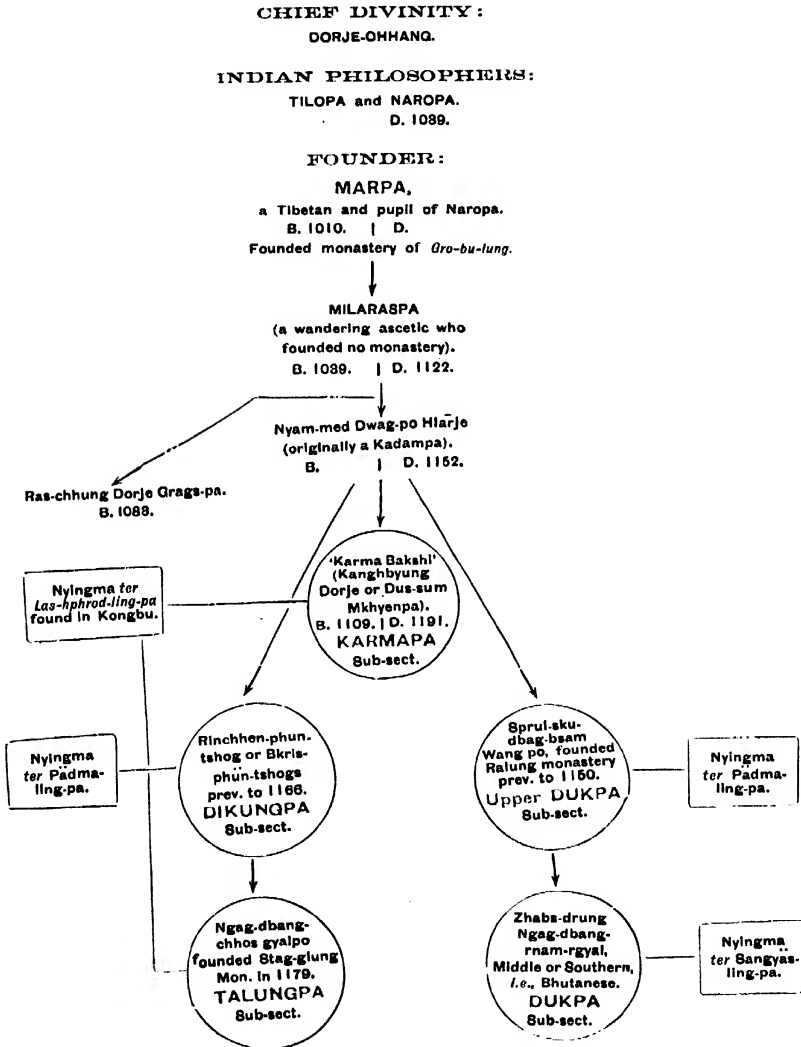 CHIEF DIVINITY:
DORJE-CHHANG.
INDIAN PHILOSOPHERS:
TILOPA and NAROPA.
D. 1039.
FOUNDER:
MARPA,
a Tibetan and pupil of Naropa.
B. 1010. | D.
Founded monastery of Gro-bu-lung.
MILARASPA
(a wandering ascetic who
founded no monastery).
B. 1039. | D. 1122.
Nyam-med Dwag-po Hlārje
(originally a Kadampa).
B. | D. 1152.
Ras-chhung Dorje Grags-pa.
B. 1083.
'Karma Bakshi'
(Kanghbyung
Dorje or Dus-sum
Mkhyenpa).
B. 1109. | D. 1191.
KARMAPA
Sub-sect.
Nyingma ter
Las-hphrod-ling-pa
found in Kongbu.
Nyingma
ter Pädma-
ling-pa.
Rinchhen-phun-
tshog or Bkris-
phün-tshogs
prev. to 1166.
DIKUNGPA
Sub-sect.
Sprul-sku-
dbag-bsam
Wang po, founded
Ralung monastery
prev. to 1150.
Upper DUKPA
Sub-sect.
Nyingma
ter Pädma-
ling-pa.
Ngag-dbang-
chhos gyalpo
founded Stag-glung
Mon. in 1179.
TALUNGPA
Sub-sect.
Zhabs-drung
Ngag-dbang-
rnam-rgyal,
Middle or Southern,
i.e., Bhutanese.
DUKPA
Sub-sect.
Nyingma
ter Sangyäs-
ling-pa.